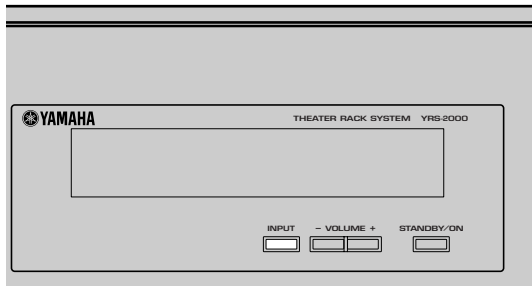 YAMAHA THEATER RACK SYSTEM YRS-2000
INPUT - VOLUME + STANDBY/ON